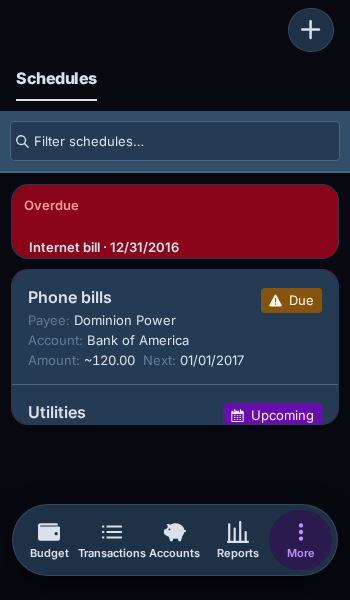 Schedules
Filter schedules...
Overdue
Internet bill · 12/31/2016
Phone bills
Due
Payee: Dominion Power
Account: Bank of America
Amount: ~120.00 Next: 01/01/2017
Utilities
Upcoming
Budget
Transactions
Accounts
Reports
More